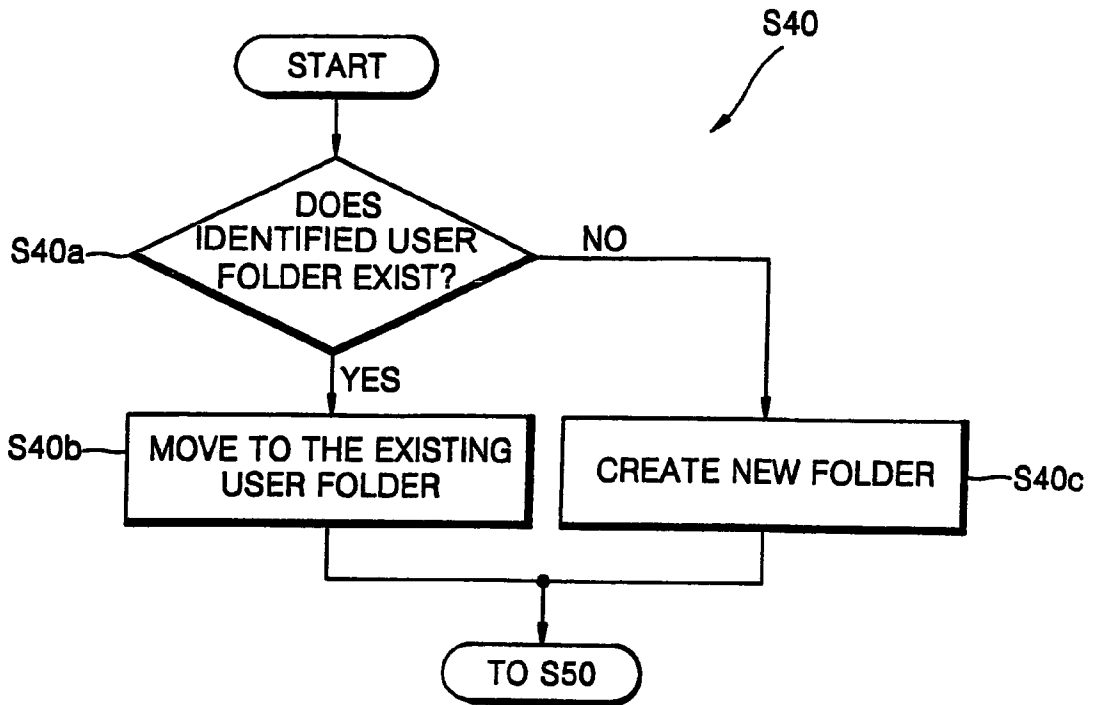 S40
START
DOES
IDENTIFIED USER
FOLDER EXIST?
S40a
NO
YES
S40b
MOVE TO THE EXISTING
USER FOLDER
CREATE NEW FOLDER
S40c
TO S50